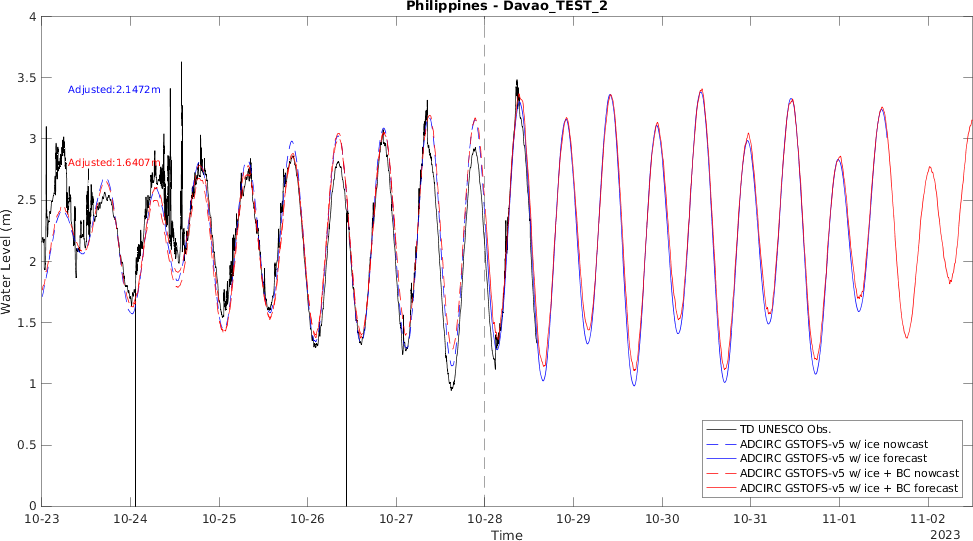 Philippines - Davao_TEST_2
4
3.5
3
2.5
2
1.5
1
0.5
0
Water Level (m)
Adjusted:2.1472m
Adjusted:1.6407m
TD UNESCO Obs.
ADCIRC GSTOFS-v5 w/ ice nowcast
ADCIRC GSTOFS-v5 w/ ice forecast
ADCIRC GSTOFS-v5 w/ ice + BC nowcast
ADCIRC GSTOFS-v5 w/ ice + BC forecast
10-23 10-24 10-25 10-26 10-27 10-28 10-29 10-30 10-31 11-01 11-02
Time
2023